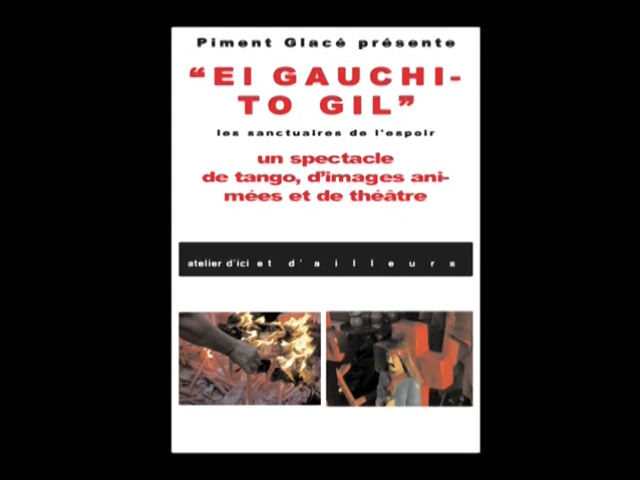 Piment Glacé présente
“El GAUCHI-
TO GIL”
les sanctuaires de l'espoir
un spectacle
de tango, d’images ani-
mées et de théâtre
atelier d'ici et d'ailleurs